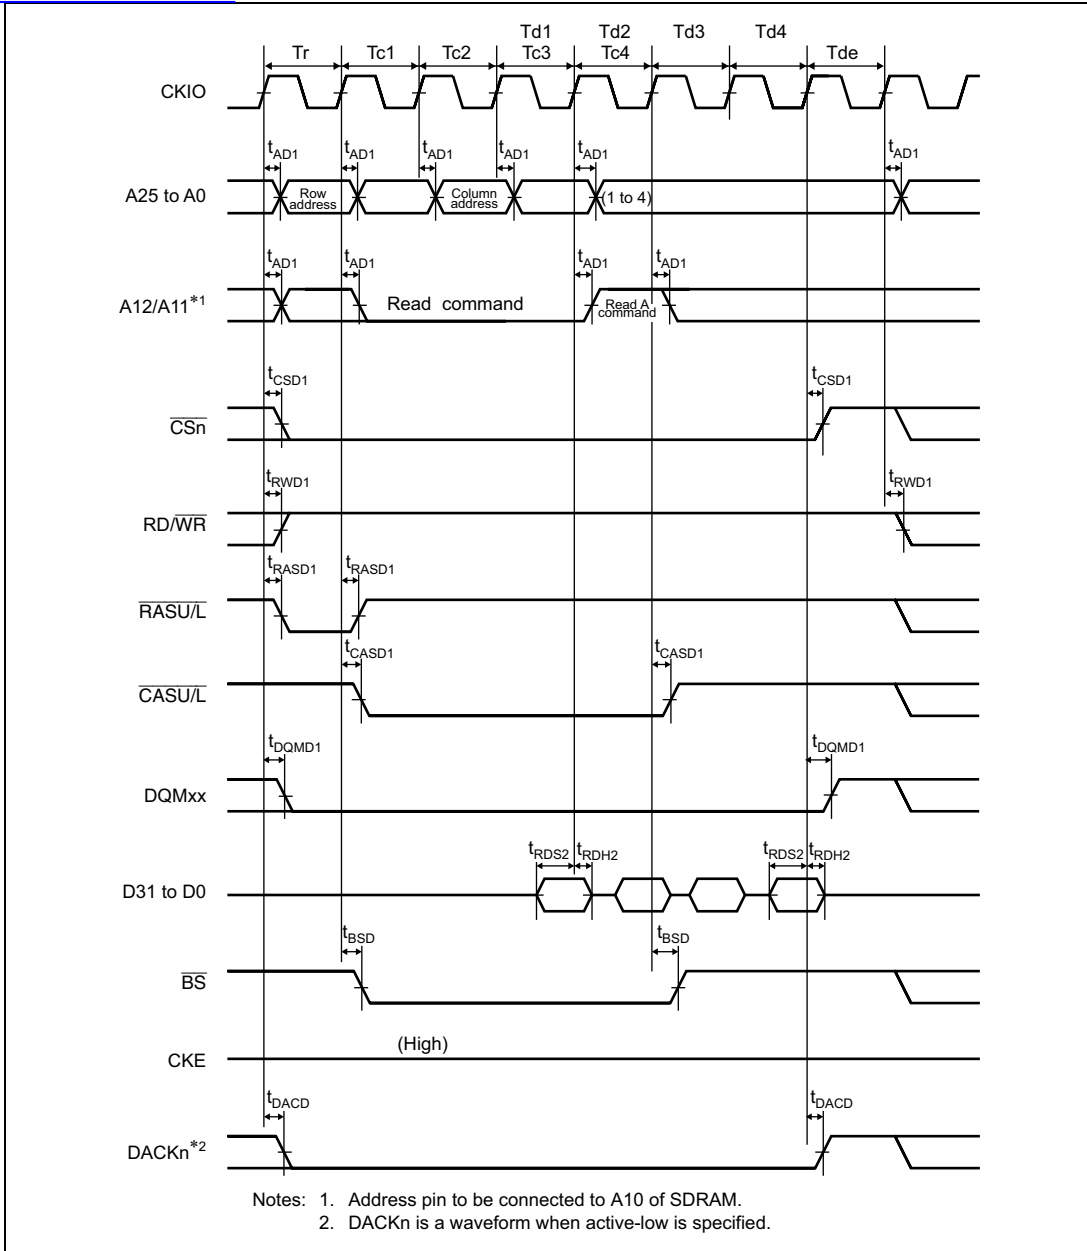 Td1 Td2 Td3 Td4
Tr Tc1 Tc2 Tc3 Tc4 Tde
CKIO
tAD1 tAD1 tAD1 tAD1 tAD1 tAD1
A25 to A0
Row address
Column address
(1 to 4)
tAD1 tAD1 tAD1 tAD1
A12/A11*1
Read command
Read A command
tCSD1 tCSD1
CSn
tRWD1 tRWD1
RD/WR
tRASD1 tRASD1
RASU/L
tCASD1 tCASD1
CASU/L
tDQMD1 tDQMD1
DQMxx
tRDS2 tRDH2 tRDS2 tRDH2
D31 to D0
tBSD tBSD
BS
(High)
CKE
tDACD tDACD
DACKn*2
Notes: 1. Address pin to be connected to A10 of SDRAM.
2. DACKn is a waveform when active-low is specified.